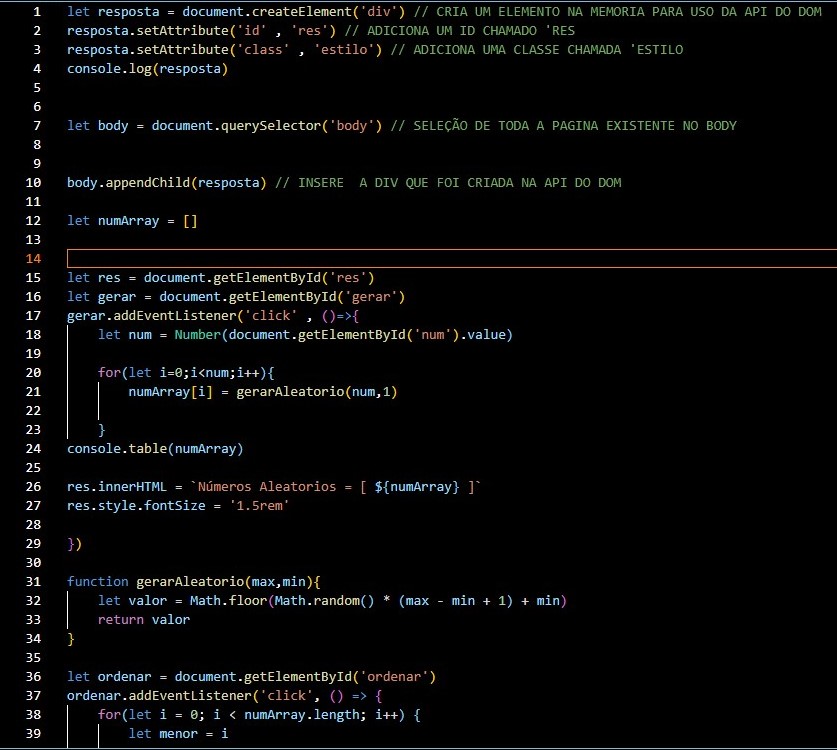 1 let resposta = document.createElement('div') // CRIA UM ELEMENTO NA MEMORIA PARA USO DA API DO DOM
2 resposta.setAttribute('id' , 'res') // ADICIONA UM ID CHAMADO 'RES
3 resposta.setAttribute('class' , 'estilo') // ADICIONA UMA CLASSE CHAMADA 'ESTILO
4 console.log(resposta)
5
6
7 let body = document.querySelector('body') // SELEÇÃO DE TODA A PAGINA EXISTENTE NO BODY
8
9
10 body.appendChild(resposta) // INSERE  A DIV QUE FOI CRIADA NA API DO DOM
11
12 let numArray = []
13
14
15 let res = document.getElementById('res')
16 let gerar = document.getElementById('gerar')
17 gerar.addEventListener('click' , ()=>{
18     let num = Number(document.getElementById('num').value)
19
20     for(let i=0;i<num;i++){
21         numArray[i] = gerarAleatorio(num,1)
22
23     }
24 console.table(numArray)
25
26 res.innerHTML = `Números Aleatorios = [ ${numArray} ]`
27 res.style.fontSize = '1.5rem'
28
29 })
30
31 function gerarAleatorio(max,min){
32     let valor = Math.floor(Math.random() * (max - min + 1) + min)
33     return valor
34 }
35
36 let ordenar = document.getElementById('ordenar')
37 ordenar.addEventListener('click', () => {
38     for(let i = 0; i < numArray.length; i++) {
39         let menor = i